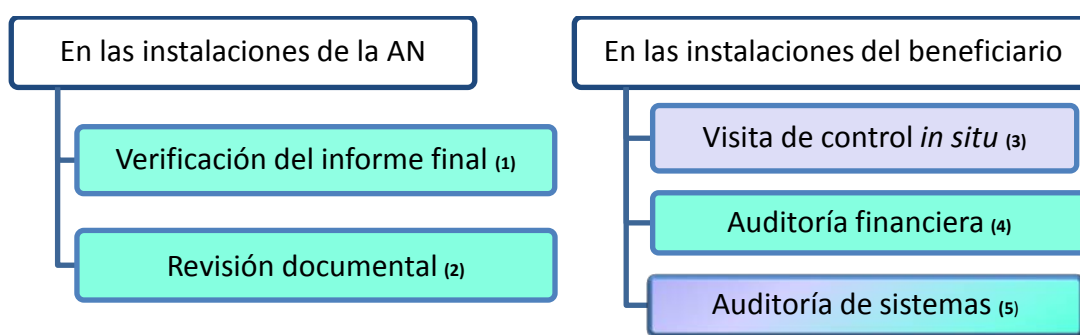 En las instalaciones de la AN
Verificación del informe final (1)
Revisión documental (2)
En las instalaciones del beneficiario
Visita de control in situ (3)
Auditoría financiera (4)
Auditoría de sistemas (5)